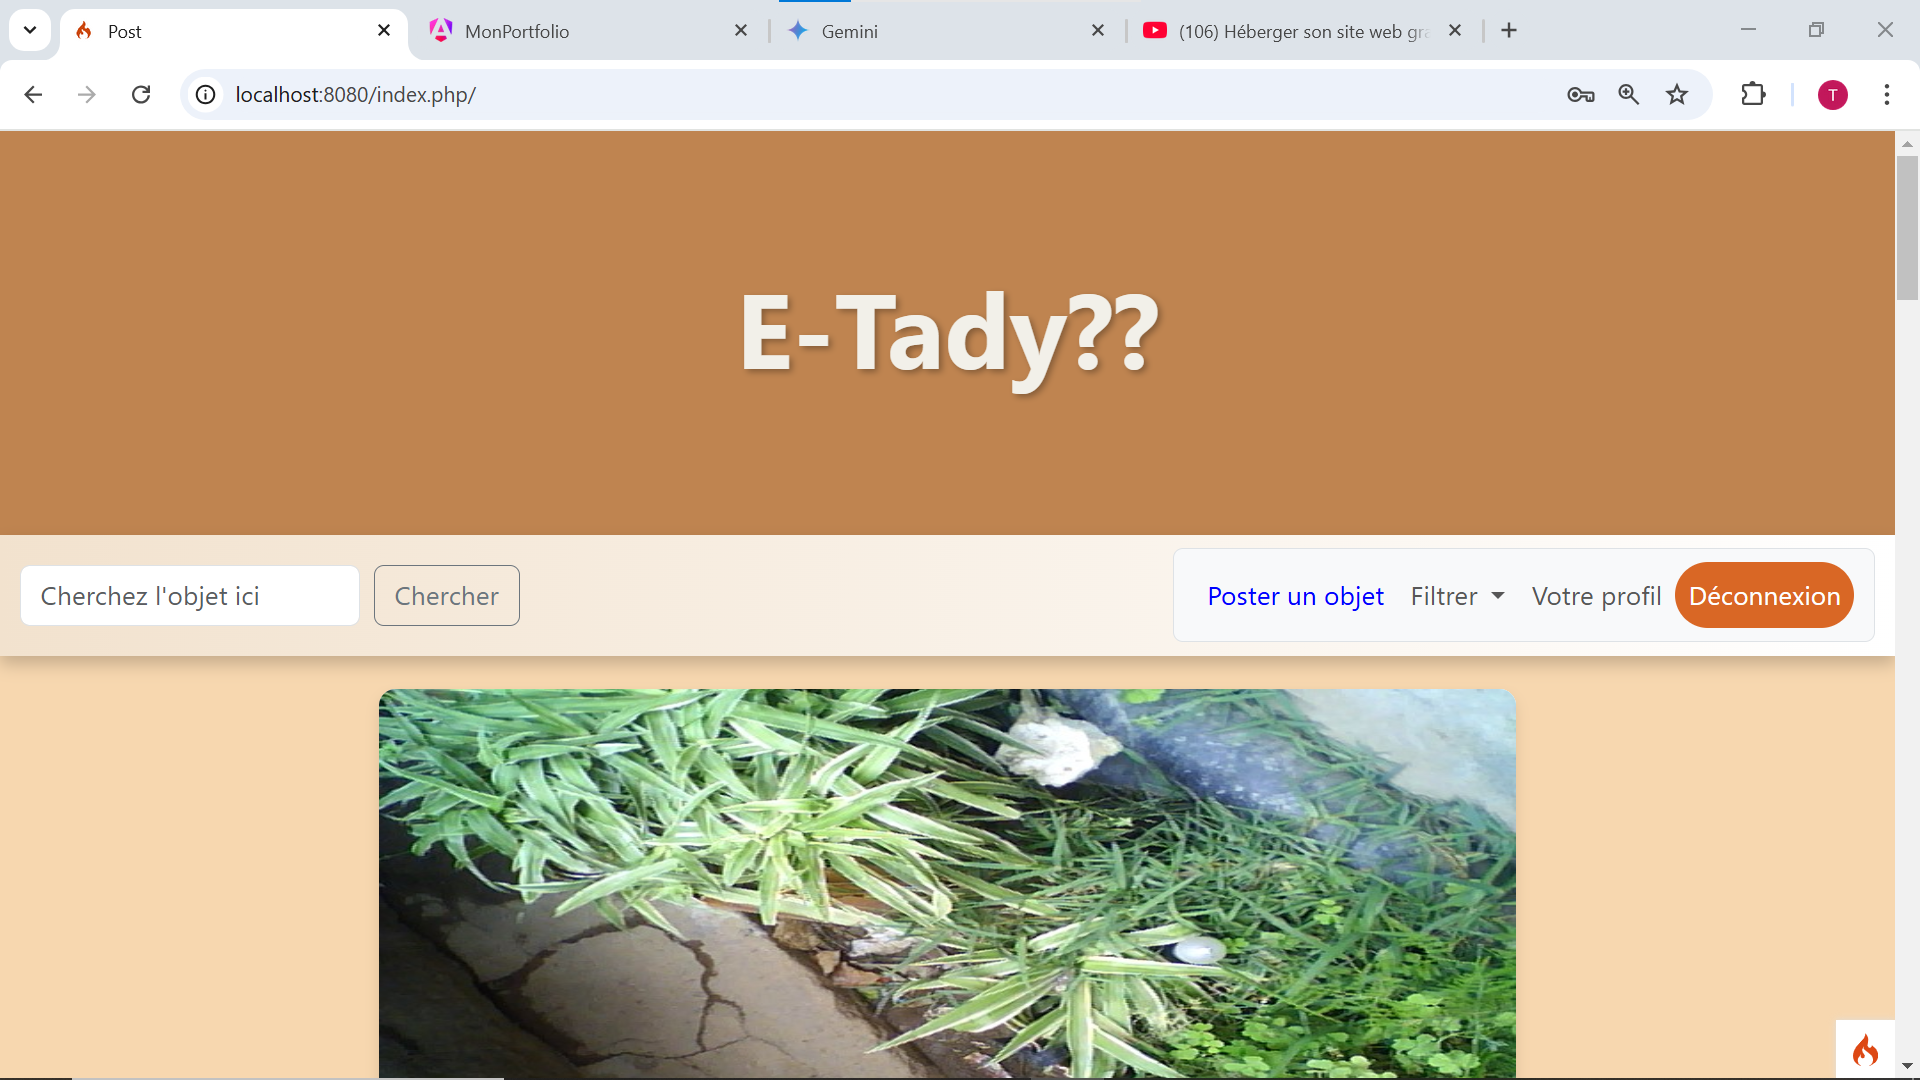 Post
MonPortfolio
Gemini
(106) Héberger son site web gra
localhost:8080/index.php/
T
E-Tady??
Cherchez l'objet ici
Chercher
Poster un objet
Filtrer
Votre profil
Déconnexion